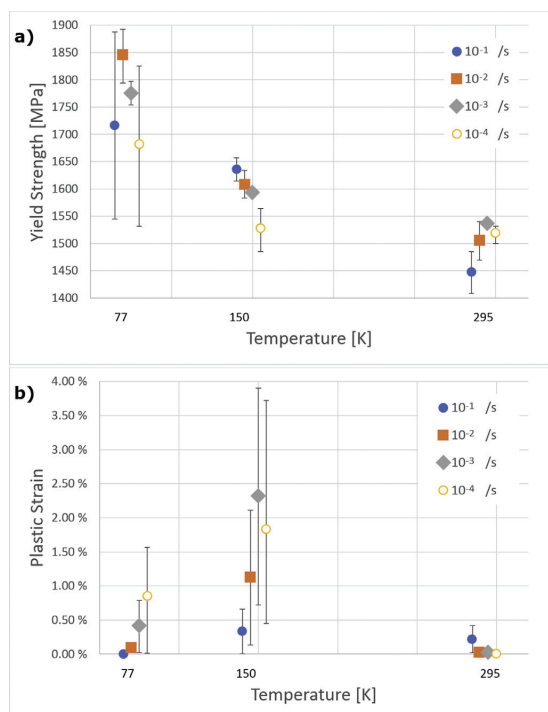 a)
1900
1850
1800
1750
1700
1650
1600
1550
1500
1450
1400
Yield Strength [MPa]
10⁻¹ /s
10⁻² /s
10⁻³ /s
10⁻⁴ /s
77 150 295
Temperature [K]
b)
4.00 %
3.50 %
3.00 %
2.50 %
2.00 %
1.50 %
1.00 %
0.50 %
0.00 %
Plastic Strain
10⁻¹ /s
10⁻² /s
10⁻³ /s
10⁻⁴ /s
77 150 295
Temperature [K]